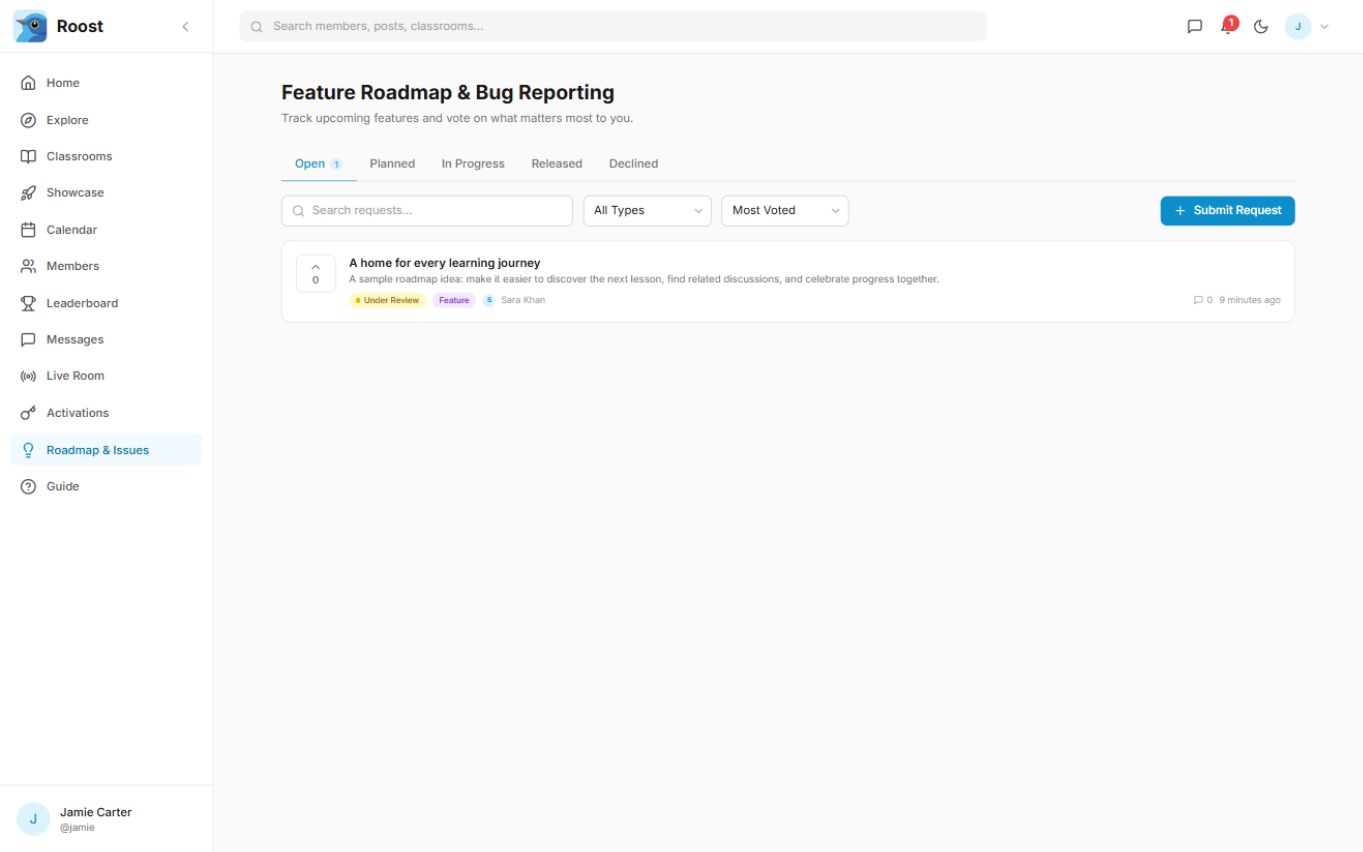 Roost
Search members, posts, classrooms...
1
J
Home
Explore
Classrooms
Showcase
Calendar
Members
Leaderboard
Messages
Live Room
Activations
Roadmap & Issues
Guide
J
Jamie Carter
@jamie
Feature Roadmap & Bug Reporting
Track upcoming features and vote on what matters most to you.
Open 1 Planned In Progress Released Declined
Search requests... All Types Most Voted + Submit Request
0
A home for every learning journey
A sample roadmap idea: make it easier to discover the next lesson, find related discussions, and celebrate progress together.
Under Review Feature S Sara Khan 0 9 minutes ago